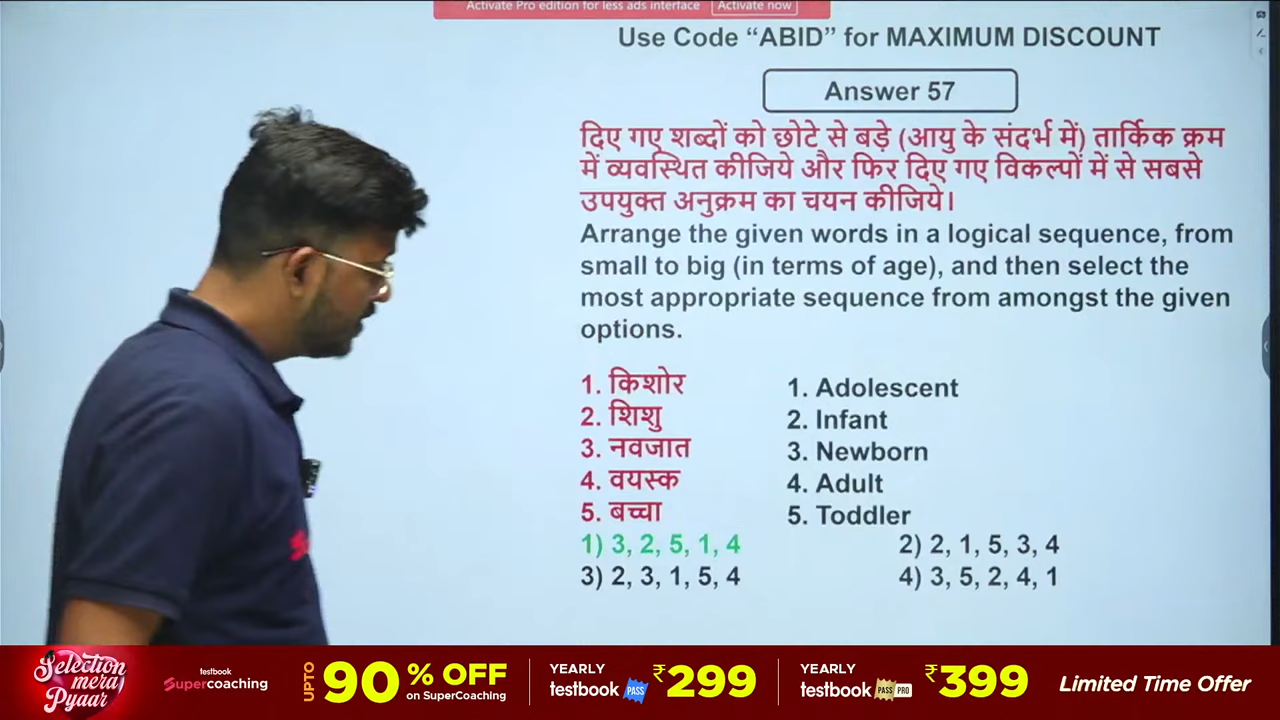 Activate Pro edition for less ads interface Activate now
Use Code “ABID” for MAXIMUM DISCOUNT
Answer 57
दिए गए शब्दों को छोटे से बड़े (आयु के संदर्भ में) तार्किक क्रम
में व्यवस्थित कीजिये और फिर दिए गए विकल्पों में से सबसे
उपयुक्त अनुक्रम का चयन कीजिये।
Arrange the given words in a logical sequence, from
small to big (in terms of age), and then select the
most appropriate sequence from amongst the given
options.
1. किशोर 1. Adolescent
2. शिशु 2. Infant
3. नवजात 3. Newborn
4. वयस्क 4. Adult
5. बच्चा 5. Toddler
1) 3, 2, 5, 1, 4 2) 2, 1, 5, 3, 4
3) 2, 3, 1, 5, 4 4) 3, 5, 2, 4, 1
Selection mera Pyaar
testbook Supercoaching
UPTO 90% OFF on SuperCoaching
YEARLY testbook PASS ₹299
YEARLY testbook PASS PRO ₹399
Limited Time Offer